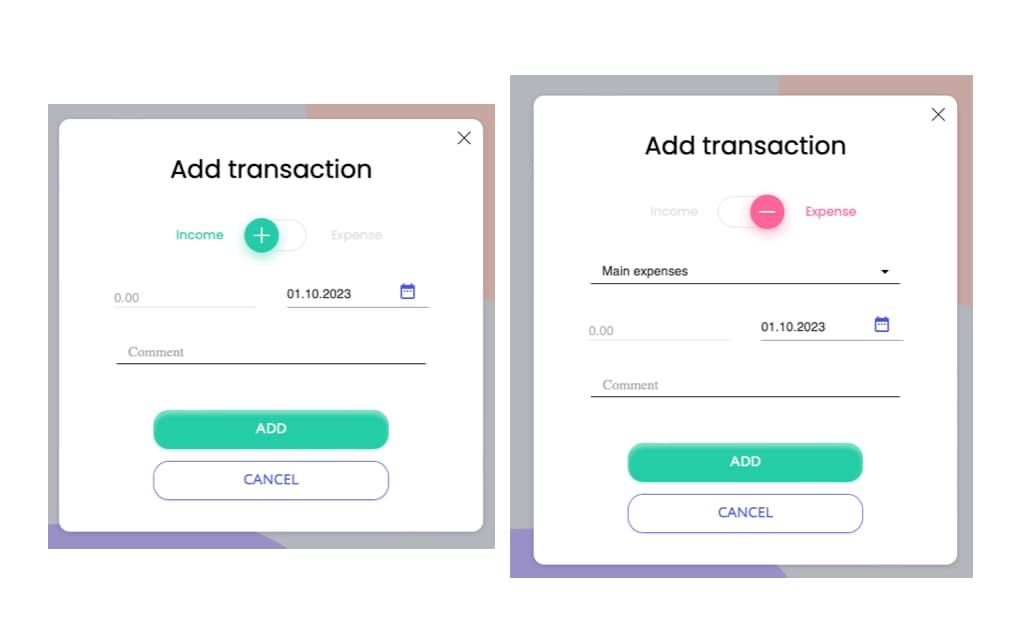 Add transaction
Income Expense
0.00 01.10.2023
Comment
ADD
CANCEL
Add transaction
Income Expense
Main expenses
0.00 01.10.2023
Comment
ADD
CANCEL